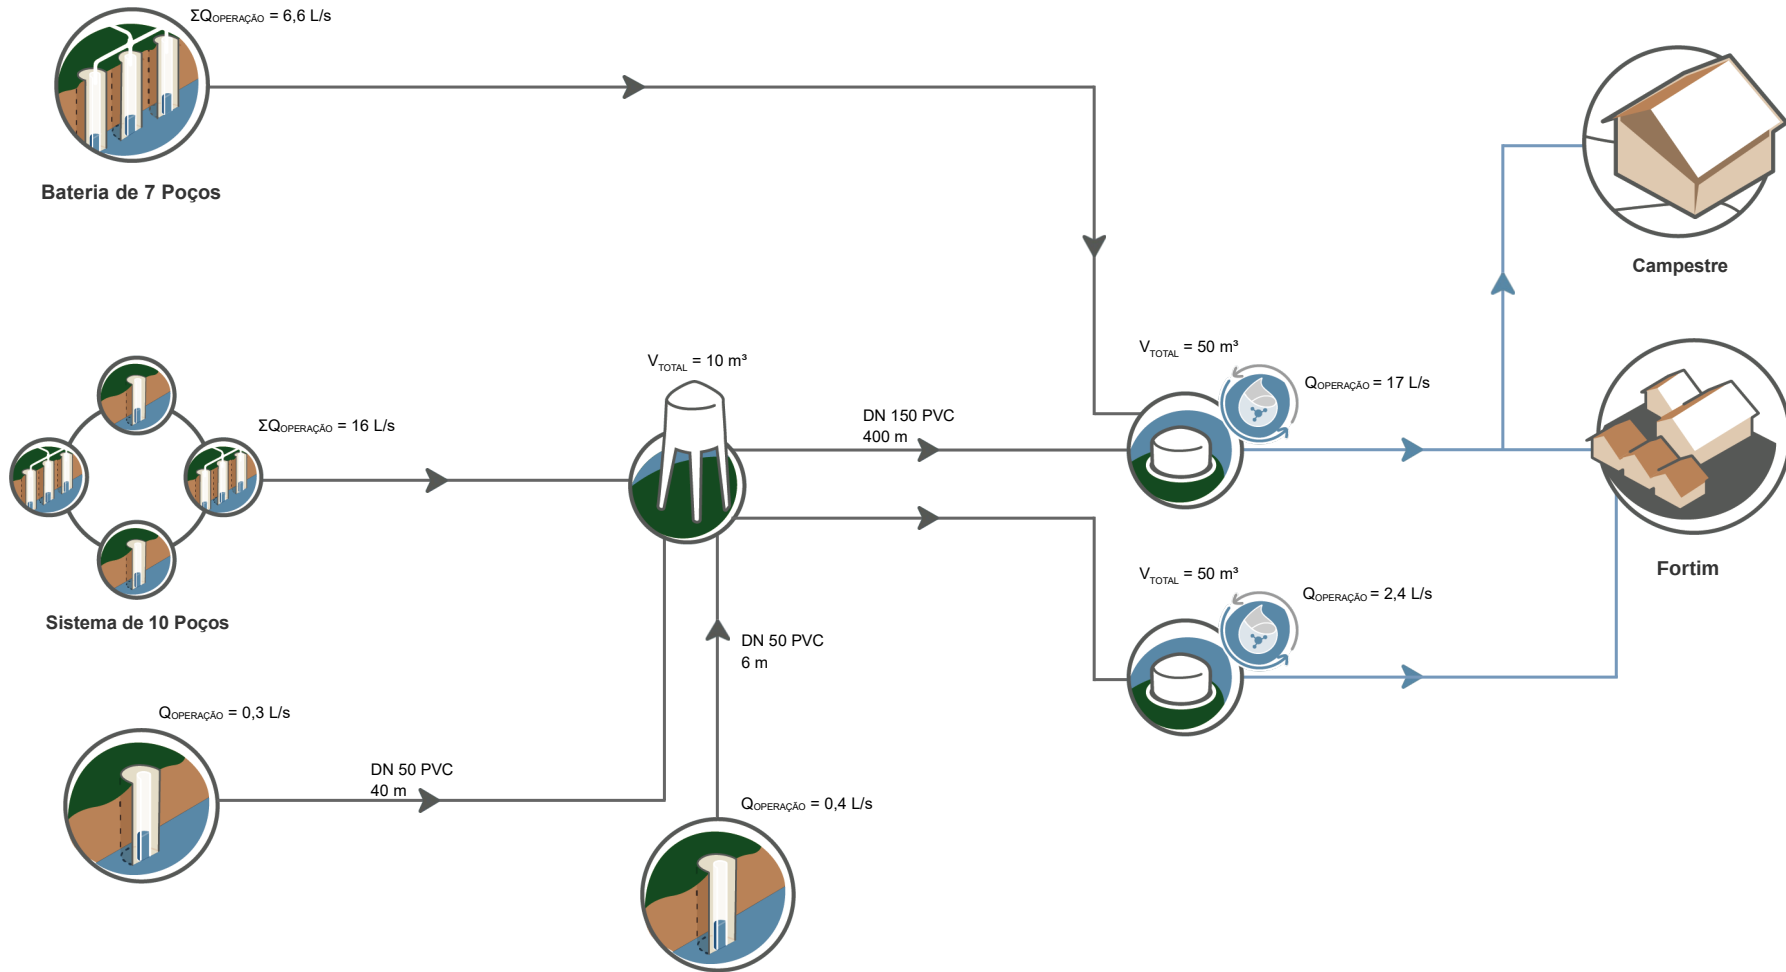 ΣQOPERAÇÃO = 6,6 L/s
Bateria de 7 Poços
Campestre
VTOTAL = 10 m³
VTOTAL = 50 m³
QOPERAÇÃO = 17 L/s
ΣQOPERAÇÃO = 16 L/s
DN 150 PVC
400 m
Fortim
VTOTAL = 50 m³
QOPERAÇÃO = 2,4 L/s
Sistema de 10 Poços
DN 50 PVC
6 m
QOPERAÇÃO = 0,3 L/s
DN 50 PVC
40 m
QOPERAÇÃO = 0,4 L/s